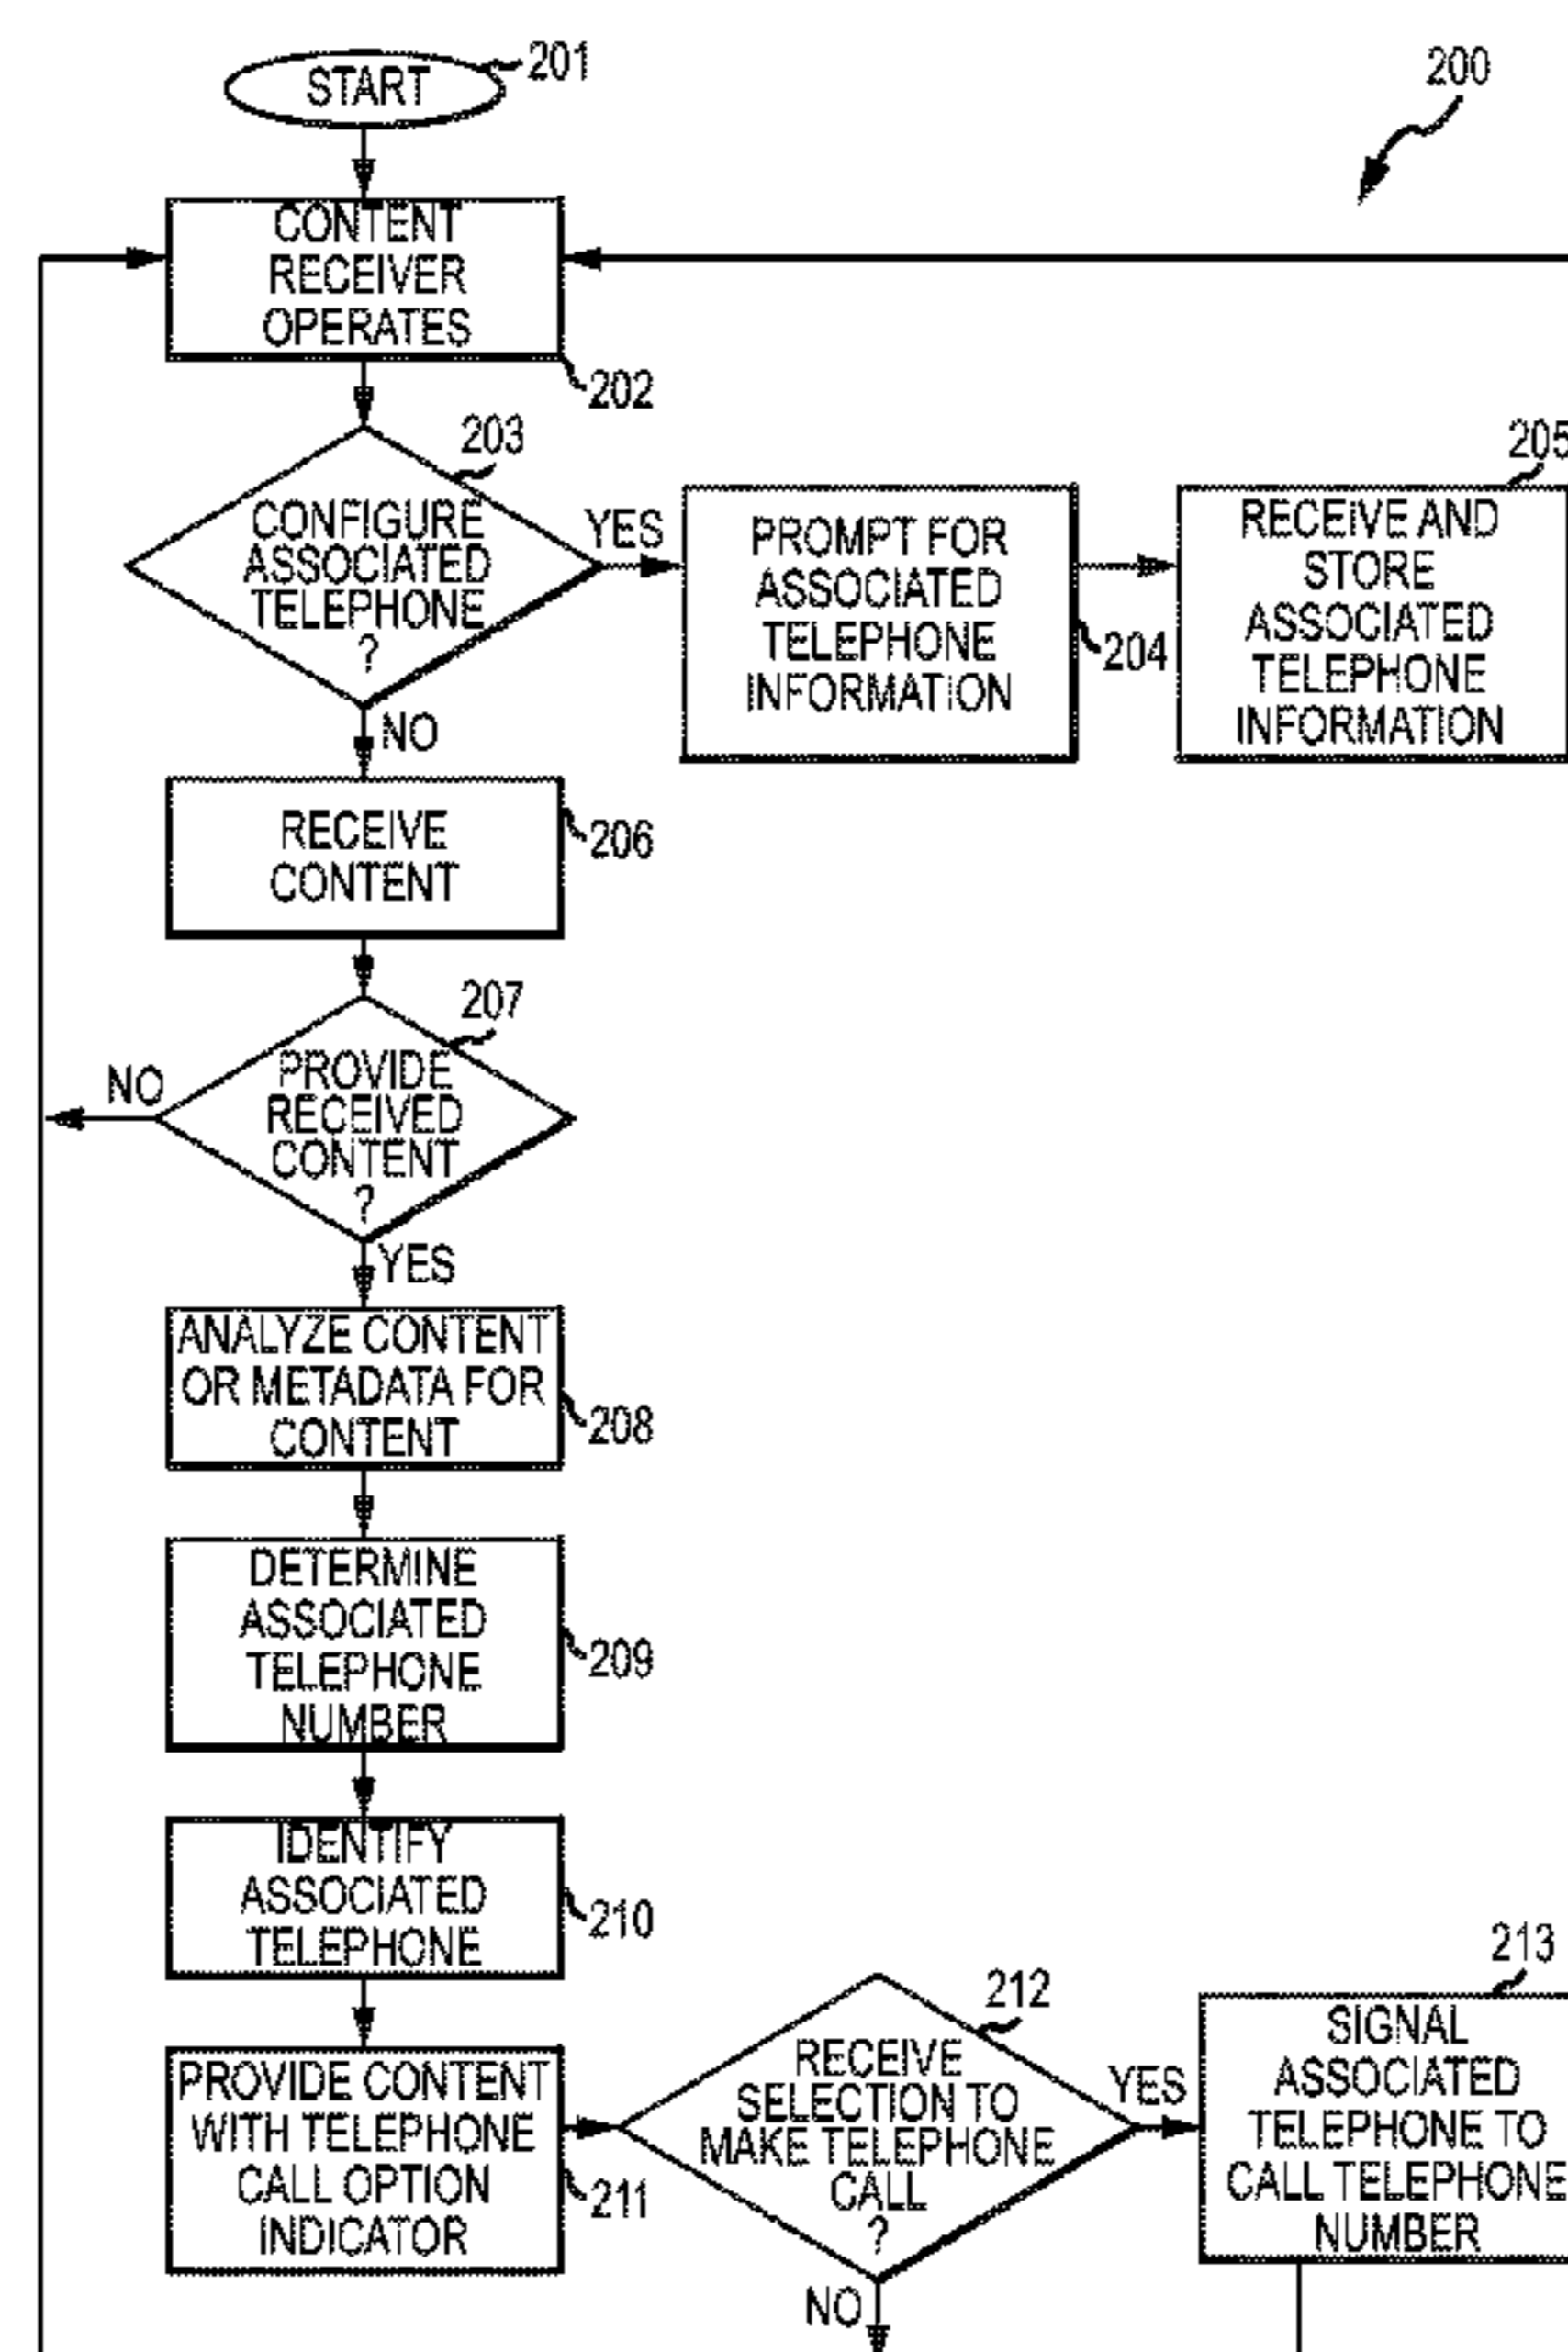 START
201
200
CONTENT
RECEIVER
OPERATES
202
203
CONFIGURE
ASSOCIATED
TELEPHONE
?
YES
NO
PROMPT FOR
ASSOCIATED
TELEPHONE
INFORMATION
204
205
RECEIVE AND
STORE
ASSOCIATED
TELEPHONE
INFORMATION
RECEIVE
CONTENT
206
207
PROVIDE
RECEIVED
CONTENT
?
NO
YES
ANALYZE CONTENT
OR METADATA FOR
CONTENT
208
DETERMINE
ASSOCIATED
TELEPHONE
NUMBER
209
IDENTIFY
ASSOCIATED
TELEPHONE
210
PROVIDE CONTENT
WITH TELEPHONE
CALL OPTION
INDICATOR
211
212
RECEIVE
SELECTION TO
MAKE TELEPHONE
CALL
?
YES
NO
213
SIGNAL
ASSOCIATED
TELEPHONE TO
CALL TELEPHONE
NUMBER